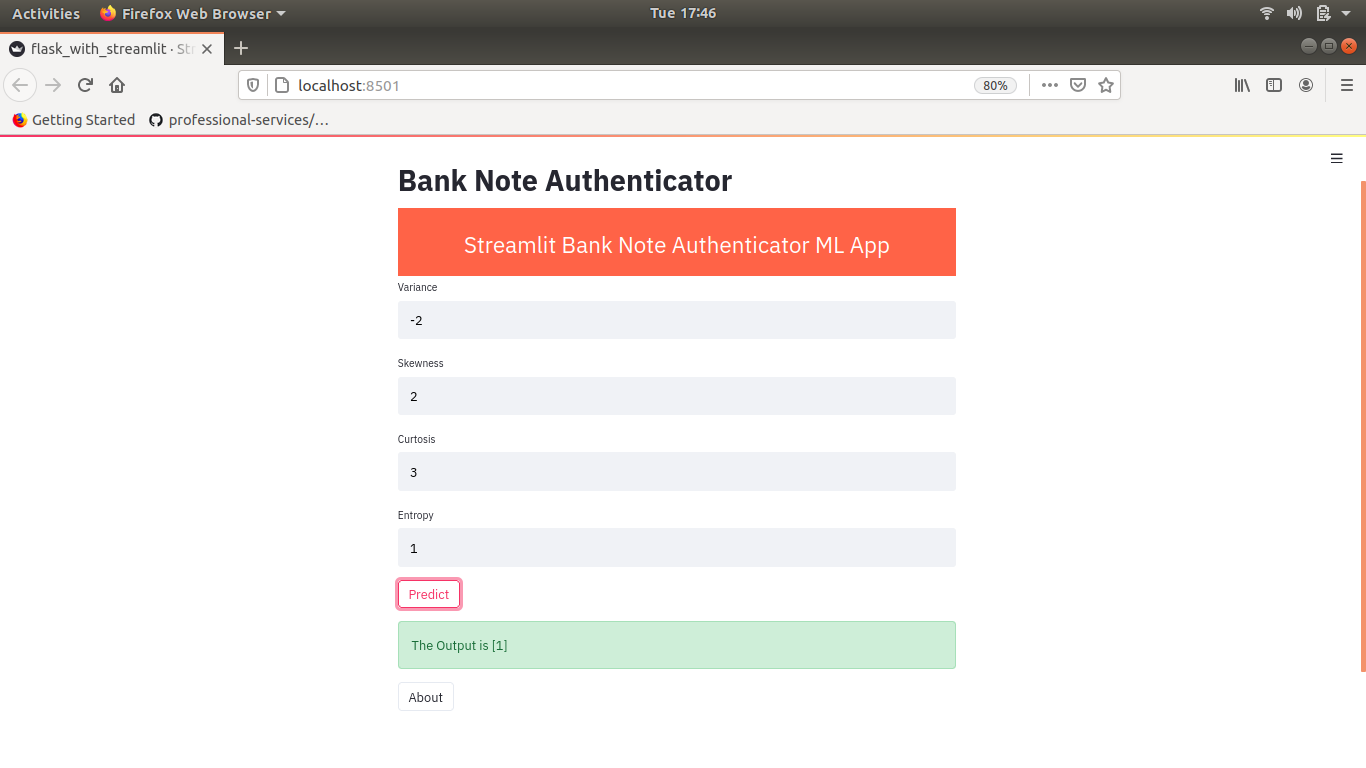 Activities Firefox Web Browser Tue 17:46
flask_with_streamlit · Str
localhost:8501 80%
Getting Started professional-services/…
Bank Note Authenticator
Streamlit Bank Note Authenticator ML App
Variance
-2
Skewness
2
Curtosis
3
Entropy
1
Predict
The Output is [1]
About